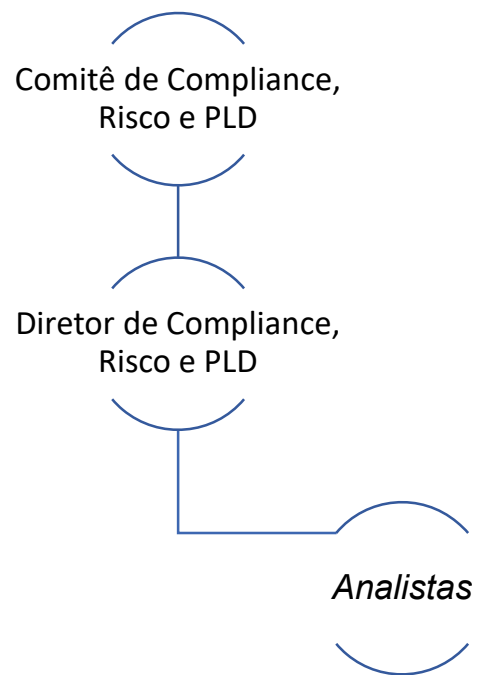 Comitê de Compliance,
Risco e PLD
Diretor de Compliance,
Risco e PLD
Analistas